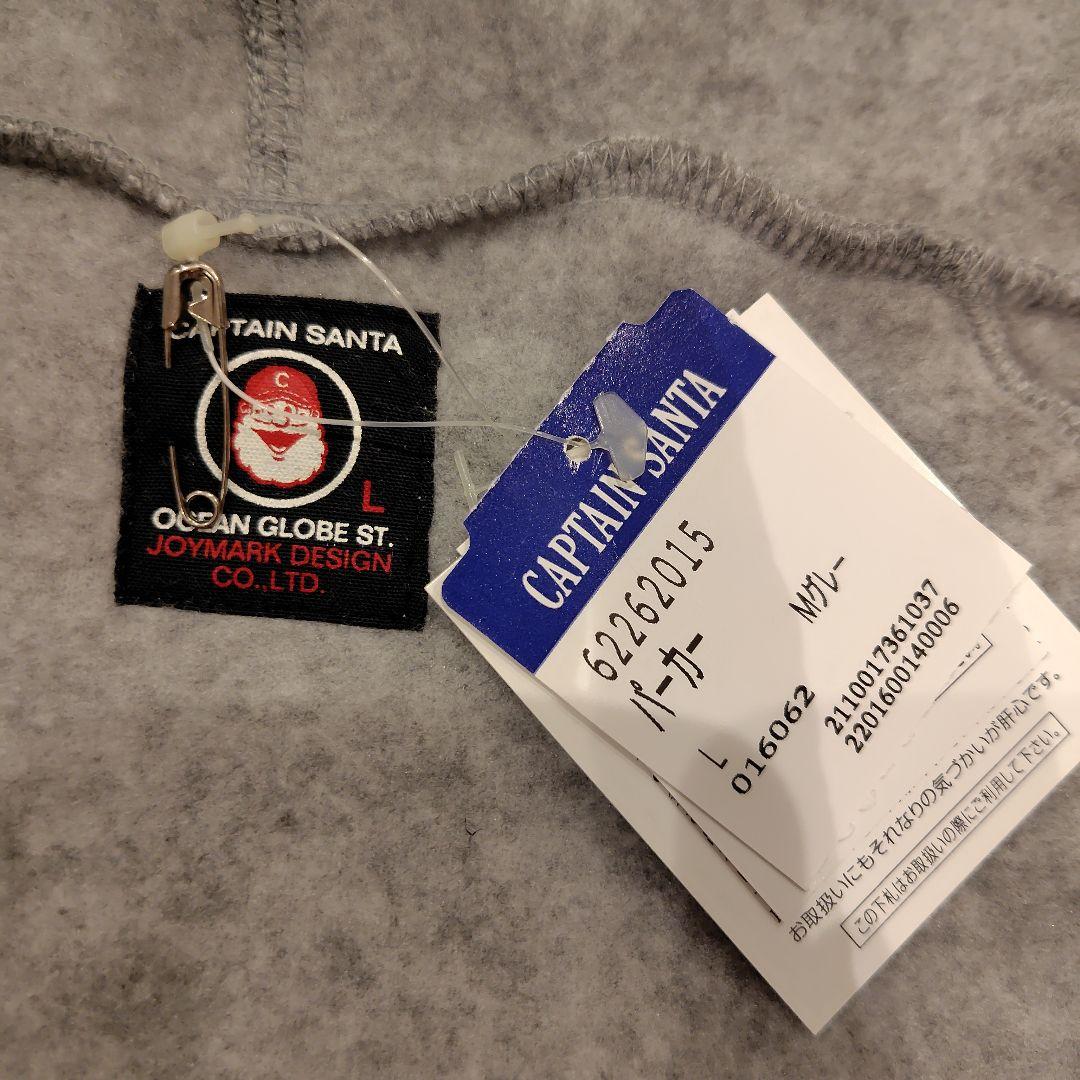 CAPTAIN SANTA
C
L
OCEAN GLOBE ST.
JOYMARK DESIGN
CO.,LTD.
CAPTAIN SANTA
62262015
パーカー
Mグレー
L
016062
2110017361037
2201600140006
お取扱いにもそれなりの気づかいが肝心です。
この下札はお取扱いの際にご利用して下さい。